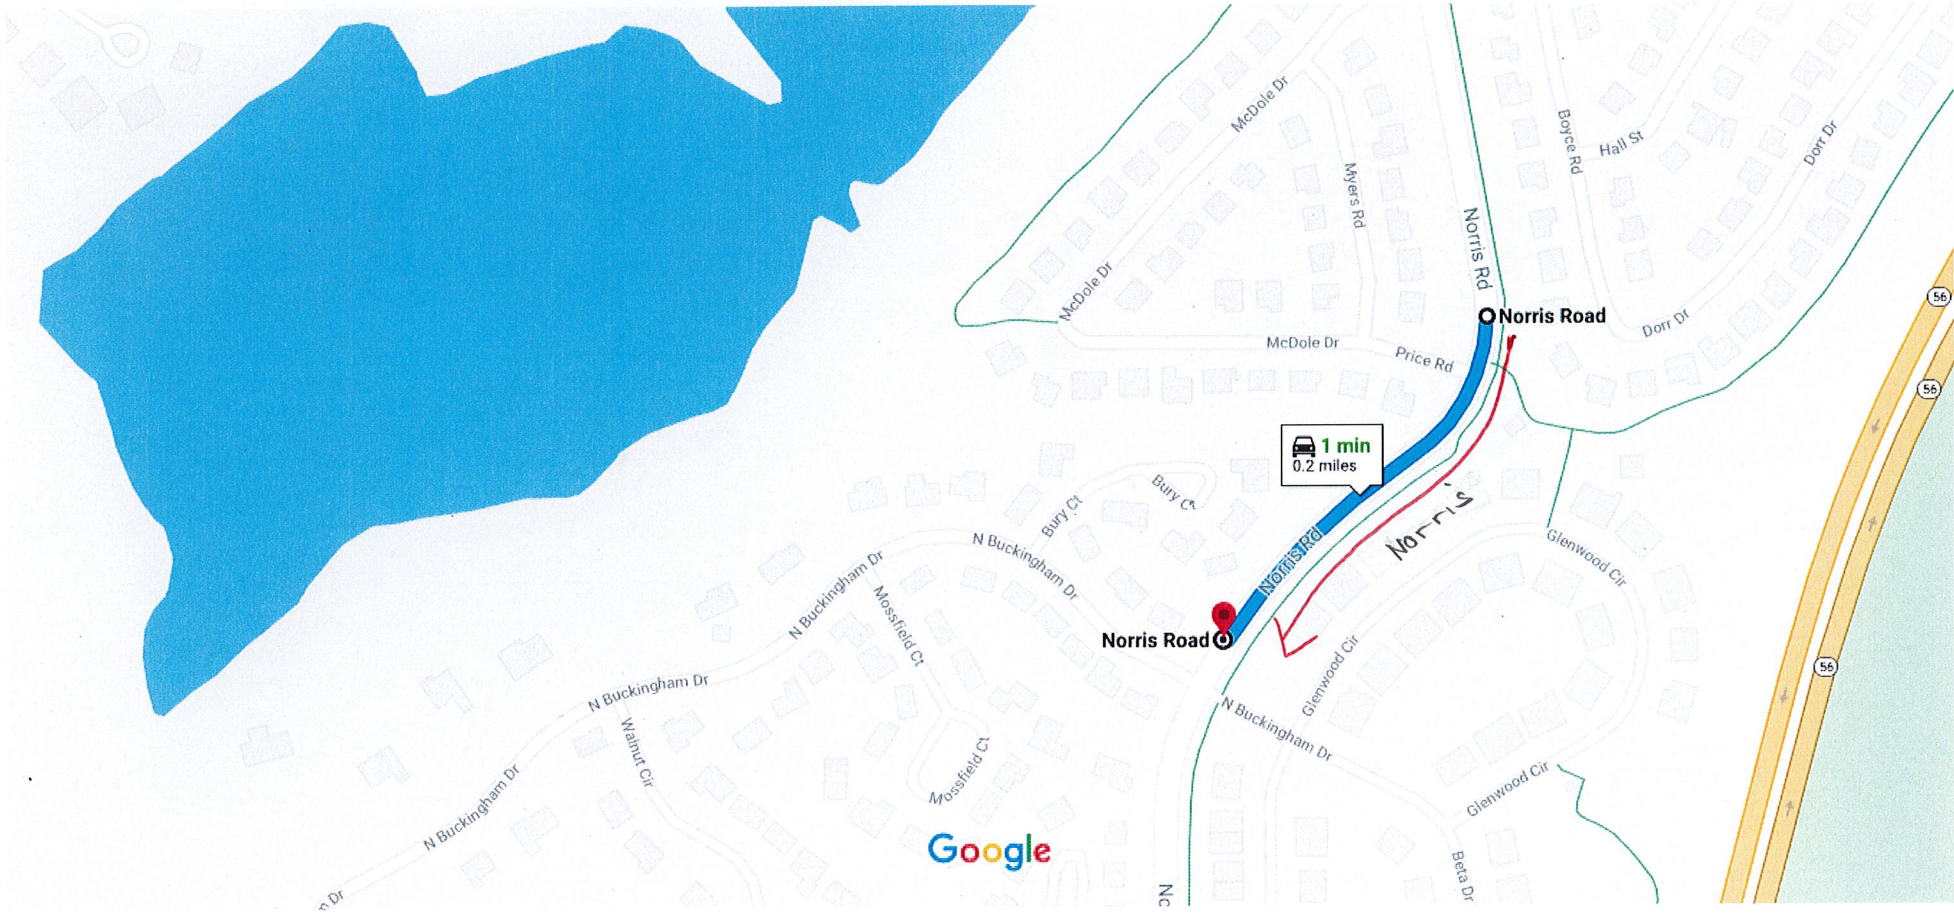 McDole Dr
Boyce Rd
Hall St
Dorr Dr
Myers Rd
Norris Rd
McDole Dr
56
Norris Road
Dorr Dr
McDole Dr
Price Rd
56
1 min
0.2 miles
Bury Ct
Bury Ct
Norris
Norris Rd
N Buckingham Dr
N Buckingham Dr
Glenwood Cir
Mossfield Ct
Norris Road
Glenwood Cir
56
N Buckingham Dr
N Buckingham Dr
Walnut Cir
Mossfield Ct
Glenwood Cir
N Buckingham Dr
Google
Beta Dr
Nc
m Dr